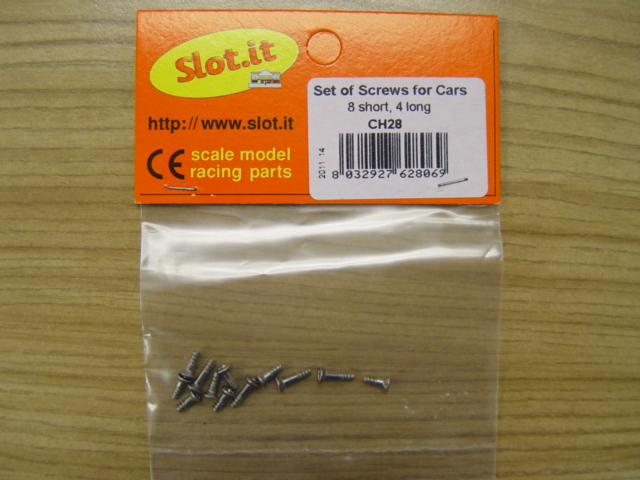 Slot.it
http://www.slot.it
CE scale model
racing parts
Set of Screws for Cars
8 short, 4 long
CH28
2011 14
8 032927 628069